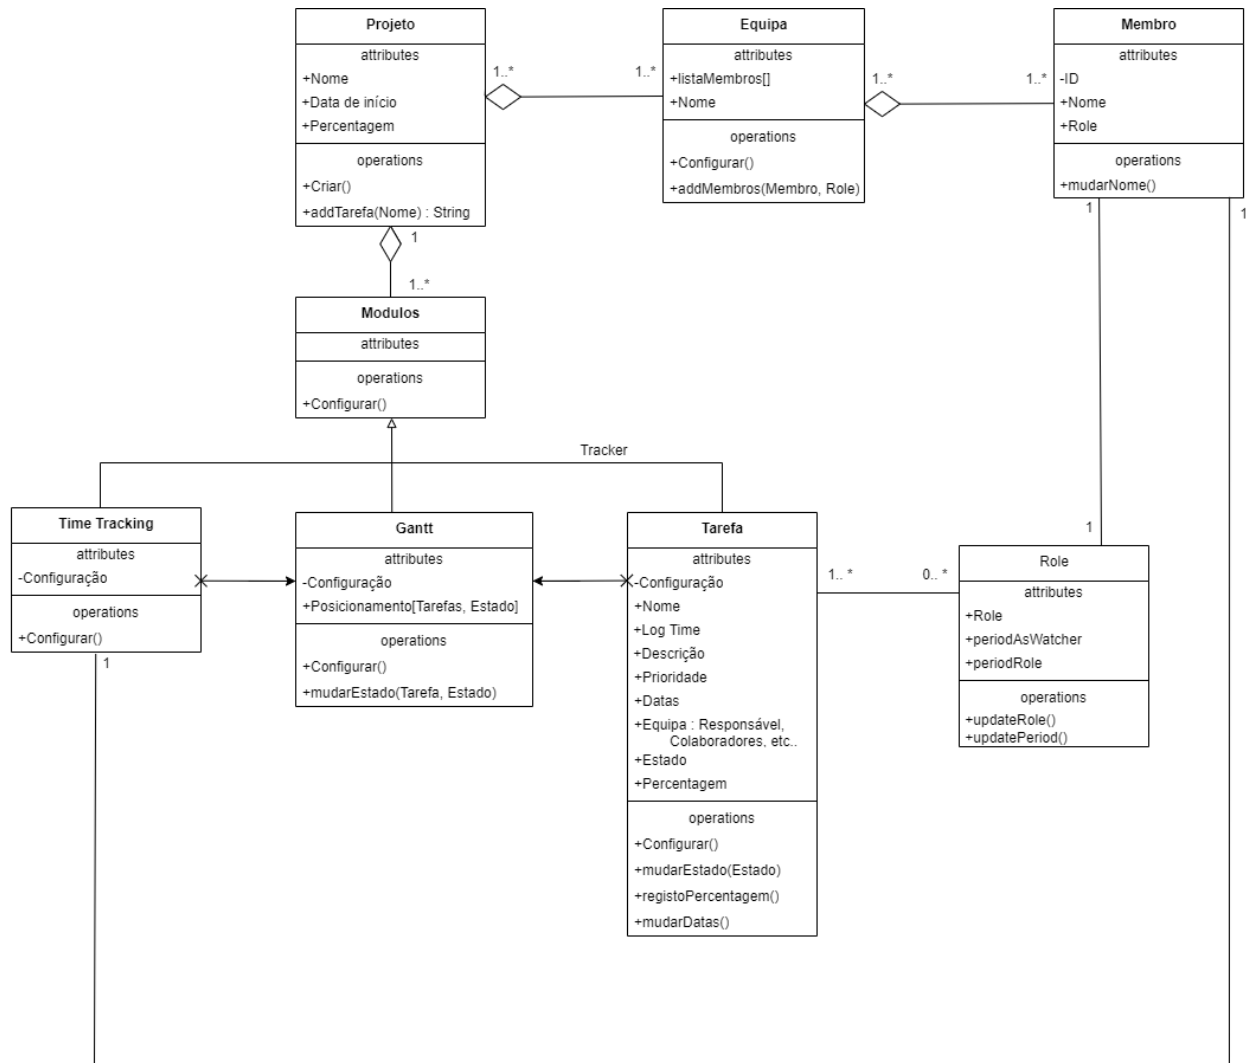 Projeto
attributes
+Nome
+Data de início
+Percentagem
operations
+Criar()
+addTarefa(Nome) : String
1..*
1..*
Equipa
attributes
+listaMembros[]
+Nome
operations
+Configurar()
+addMembros(Membro, Role)
1..*
1..*
Membro
attributes
-ID
+Nome
+Role
operations
+mudarNome()
1
1
1
1..*
Modulos
attributes
operations
+Configurar()
Tracker
Time Tracking
attributes
-Configuração
operations
+Configurar()
1
Gantt
attributes
-Configuração
+Posicionamento[Tarefas, Estado]
operations
+Configurar()
+mudarEstado(Tarefa, Estado)
Tarefa
attributes
-Configuração
+Nome
+Log Time
+Descrição
+Prioridade
+Datas
+Equipa : Responsável,
Colaboradores, etc..
+Estado
+Percentagem
operations
+Configurar()
+mudarEstado(Estado)
+registoPercentagem()
+mudarDatas()
1.. *
0.. *
1
Role
attributes
+Role
+periodAsWatcher
+periodRole
operations
+updateRole()
+updatePeriod()